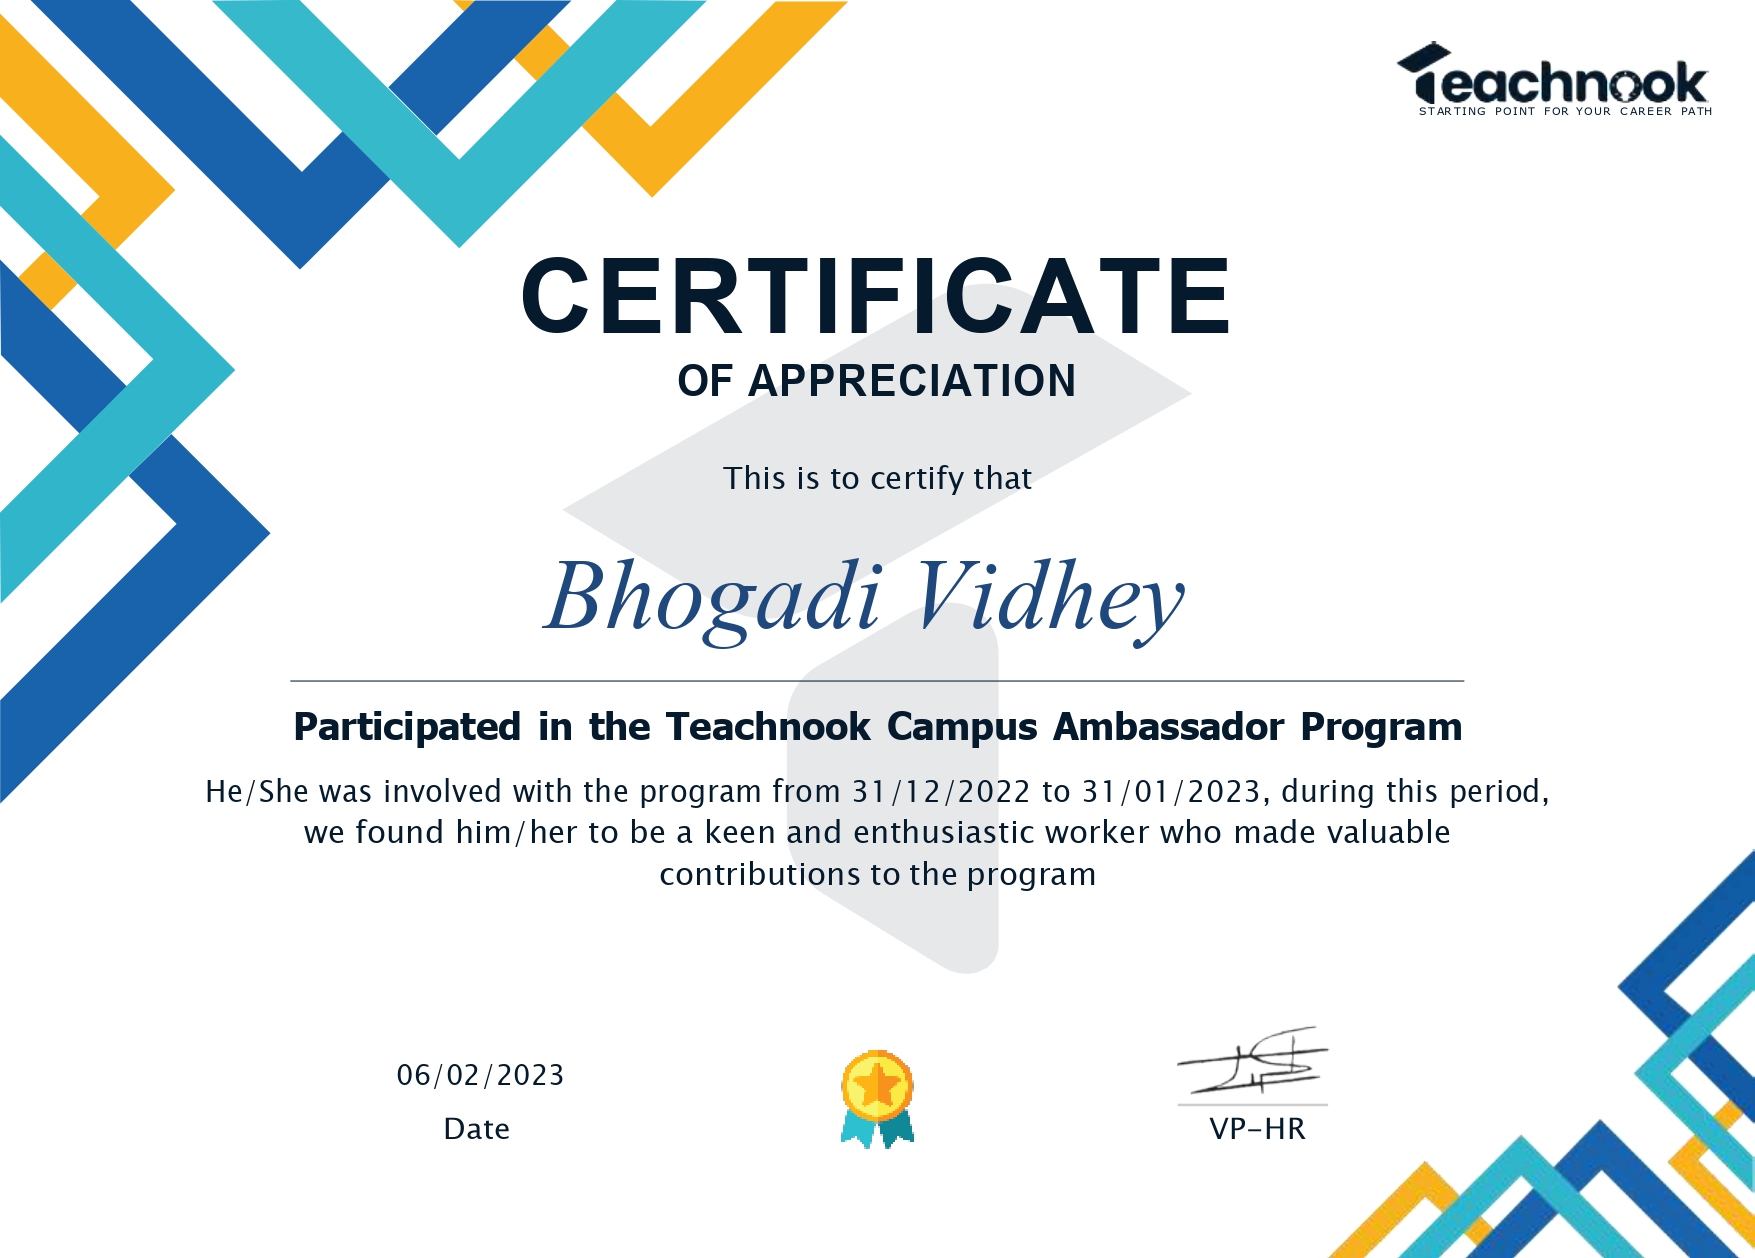 Teachnook
STARTING POINT FOR YOUR CAREER PATH
CERTIFICATE
OF APPRECIATION
This is to certify that
Bhogadi Vidhey
Participated in the Teachnook Campus Ambassador Program
He/She was involved with the program from 31/12/2022 to 31/01/2023, during this period,
we found him/her to be a keen and enthusiastic worker who made valuable
contributions to the program
06/02/2023
Date
VP-HR